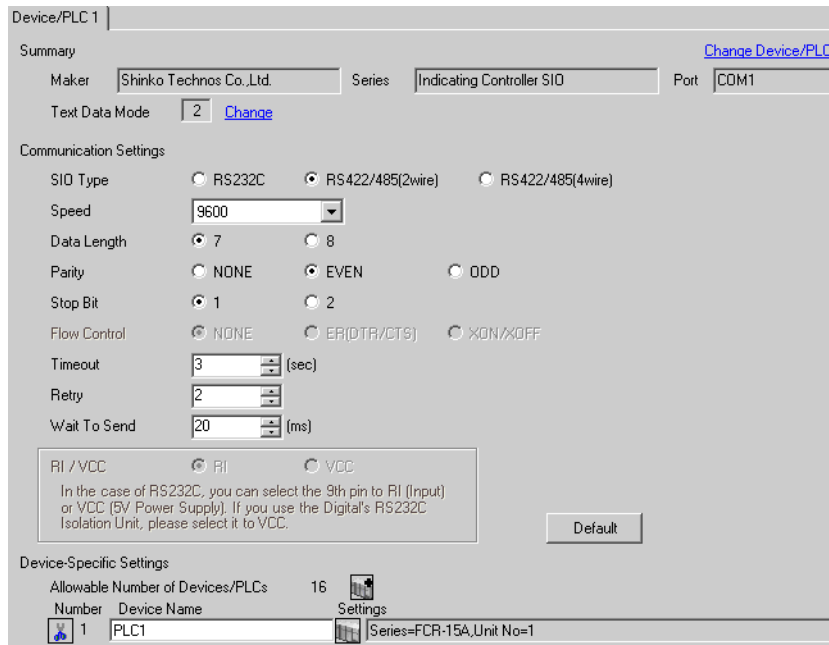 Device/PLC 1
Summary Change Device/PLC
Maker Shinko Technos Co.,Ltd. Series Indicating Controller SIO Port COM1
Text Data Mode 2 Change
Communication Settings
SIO Type RS232C RS422/485(2wire) RS422/485(4wire)
Speed 9600
Data Length 7 8
Parity NONE EVEN ODD
Stop Bit 1 2
Flow Control NONE ER(DTR/CTS) XON/XOFF
Timeout 3 (sec)
Retry 2
Wait To Send 20 (ms)
RI / VCC RI VCC
In the case of RS232C, you can select the 9th pin to RI (Input)
or VCC (5V Power Supply). If you use the Digital's RS232C
Isolation Unit, please select it to VCC.
Default
Device-Specific Settings
Allowable Number of Devices/PLCs 16
Number Device Name Settings
1 PLC1 Series=FCR-15A,Unit No=1